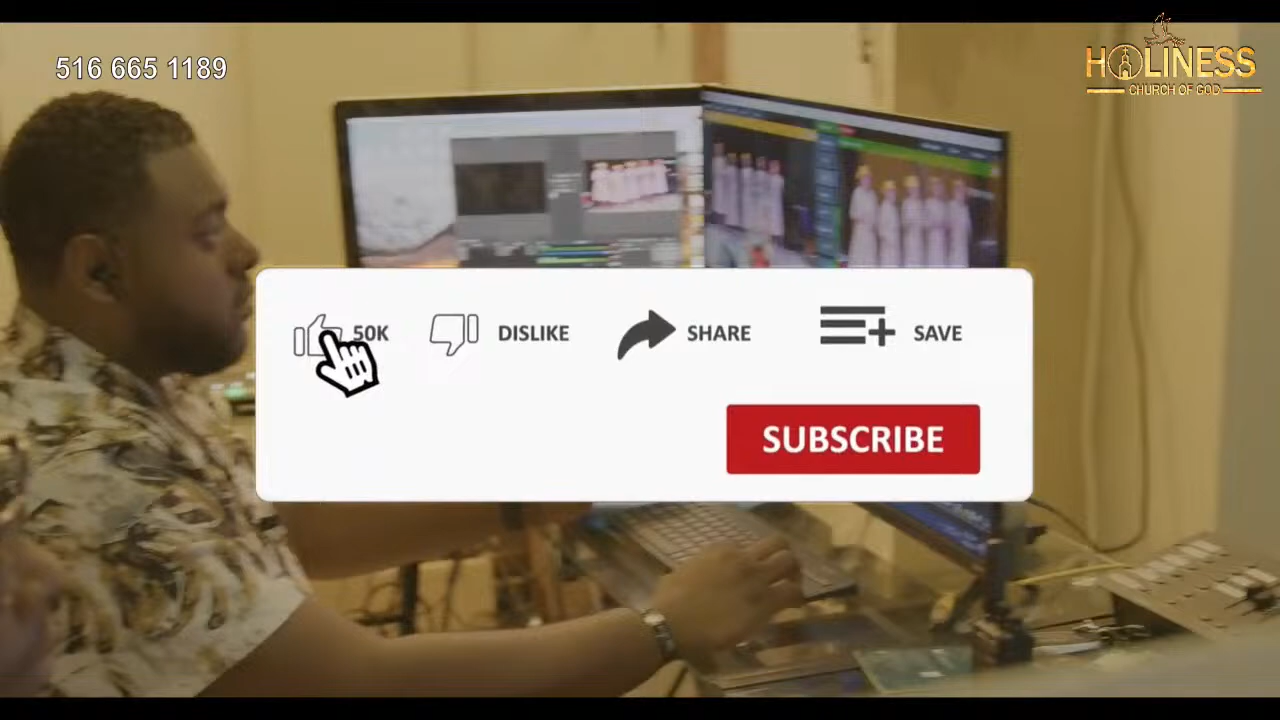 516 665 1189
HOLINESS
CHURCH OF GOD
50K
DISLIKE
SHARE
SAVE
SUBSCRIBE